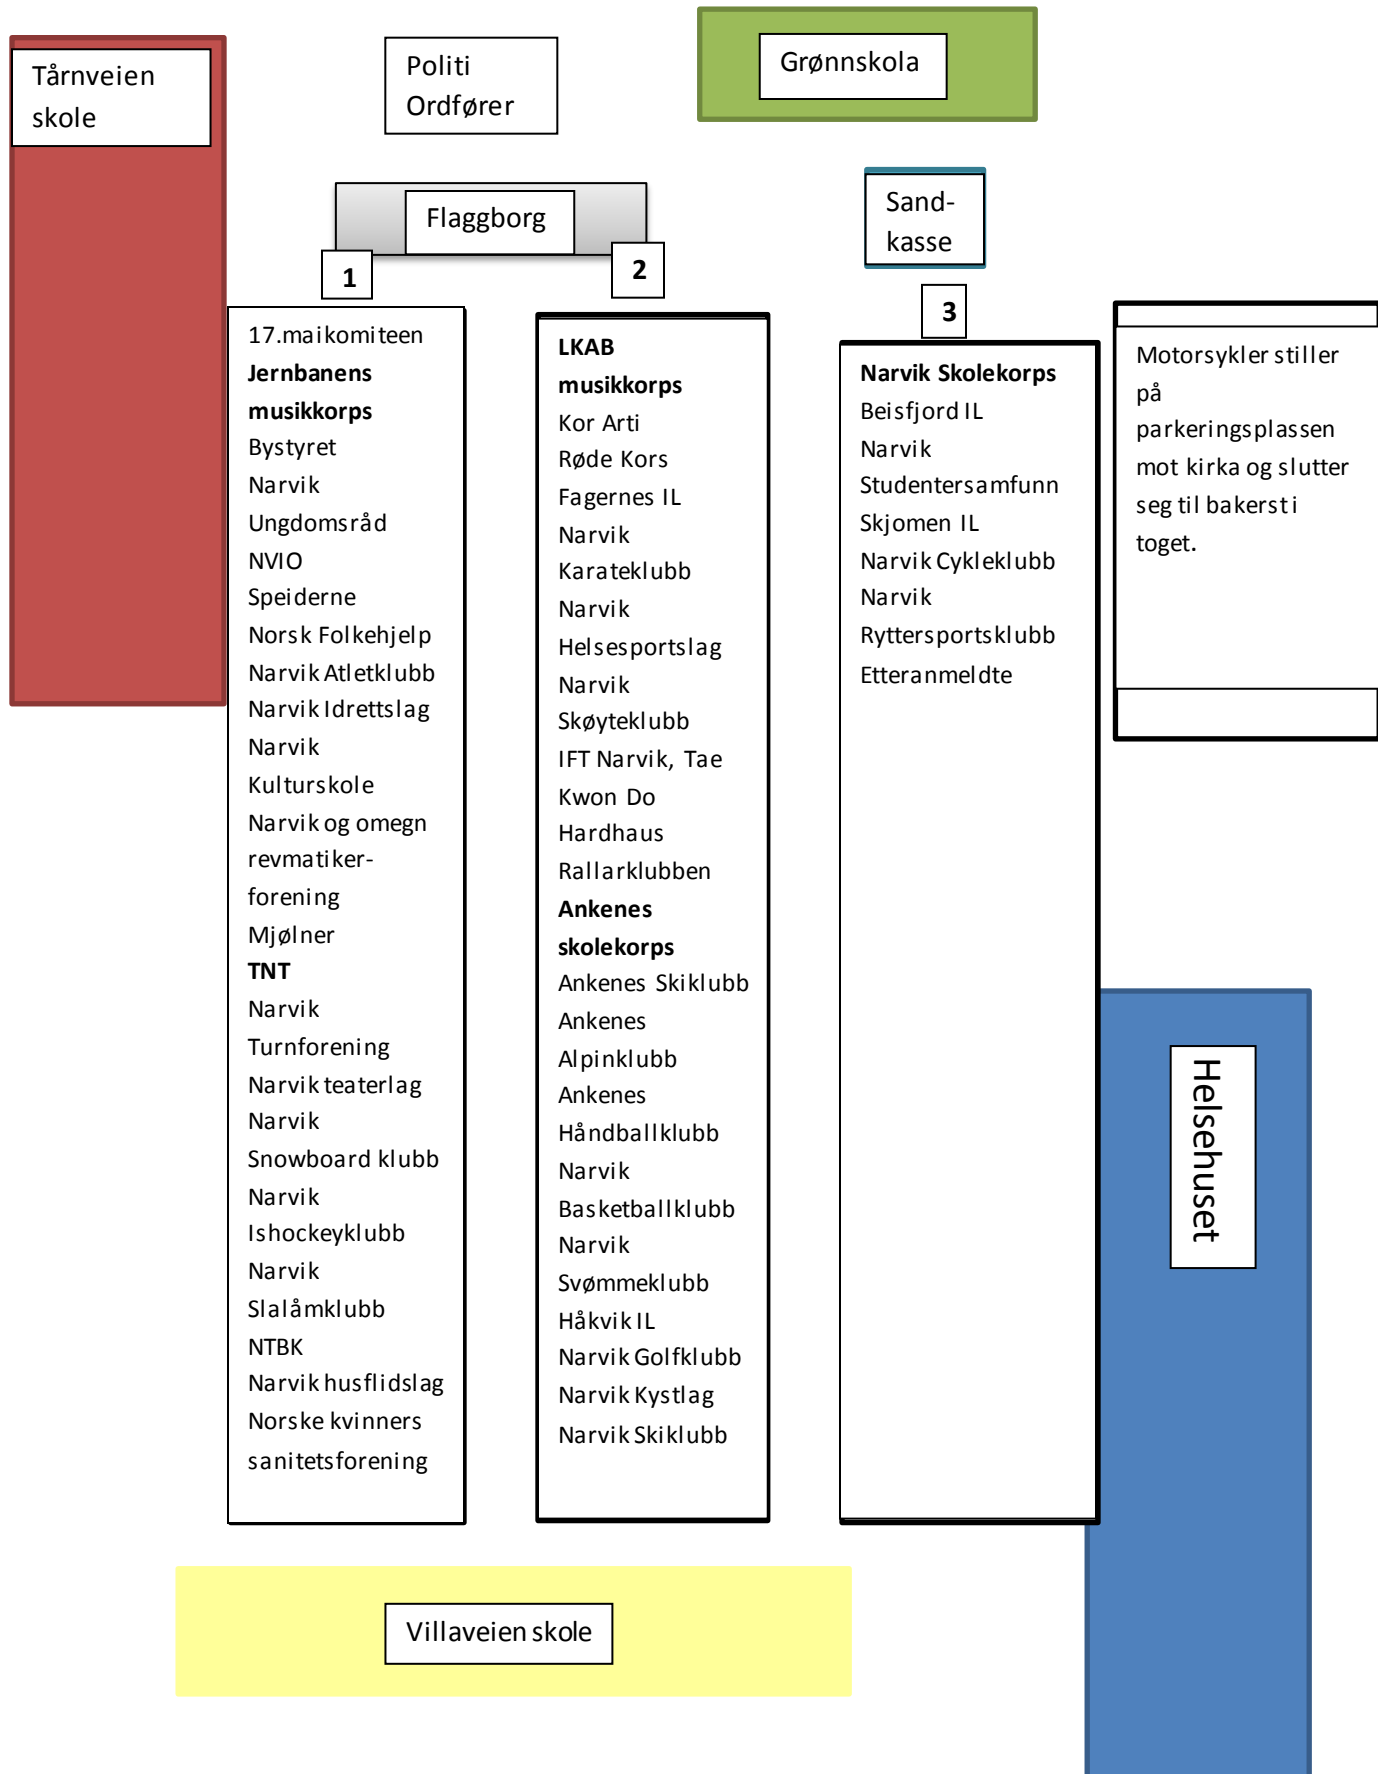 Tårnveien
skole
Politi
Ordfører
Grønnskola
Flaggborg
Sand-
kasse
1
2
3
17.maikomiteen
Jernbanens
musikkorps
Bystyret
Narvik
Ungdomsråd
NVIO
Speiderne
Norsk Folkehjelp
Narvik Atletklubb
Narvik Idrettslag
Narvik
Kulturskole
Narvik og omegn
revmatiker-
forening
Mjølner
TNT
Narvik
Turnforening
Narvik teaterlag
Narvik
Snowboard klubb
Narvik
Ishockeyklubb
Narvik
Slalåmklubb
NTBK
Narvik husflidslag
Norske kvinners
sanitetsforening
LKAB
musikkorps
Kor Arti
Røde Kors
Fagernes IL
Narvik
Karateklubb
Narvik
Helsesportslag
Narvik
Skøyteklubb
IFT Narvik, Tae
Kwon Do
Hardhaus
Rallarklubben
Ankenes
skolekorps
Ankenes Skiklubb
Ankenes
Alpinklubb
Ankenes
Håndballklubb
Narvik
Basketballklubb
Narvik
Svømmeklubb
Håkvik IL
Narvik Golfklubb
Narvik Kystlag
Narvik Skiklubb
Narvik Skolekorps
Beisfjord IL
Narvik
Studentersamfunn
Skjomen IL
Narvik Cykleklubb
Narvik
Ryttersportsklubb
Etteranmeldte
Motorsykler stiller
på
parkeringsplassen
mot kirka og slutter
seg til bakerst i
toget.
Helsehuset
Villaveien skole